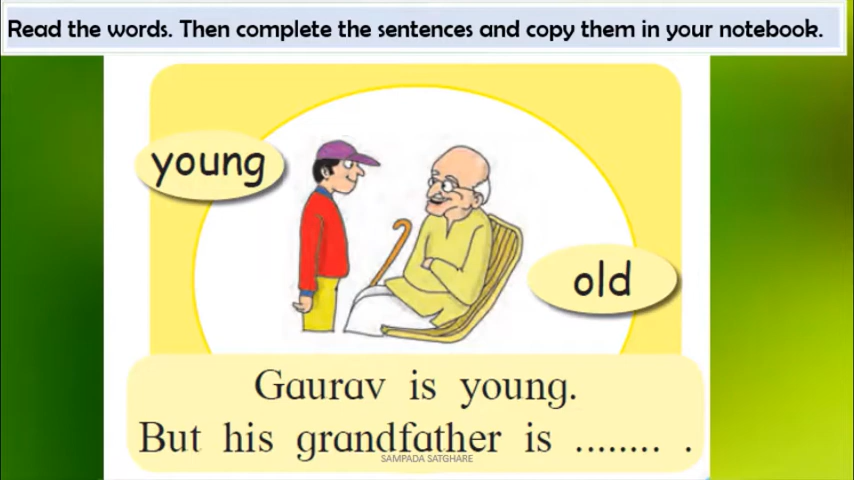 Read the words. Then complete the sentences and copy them in your notebook.
young
old
Gaurav is young.
But his grandfather is ........ .
SAMPADA SATGHARE